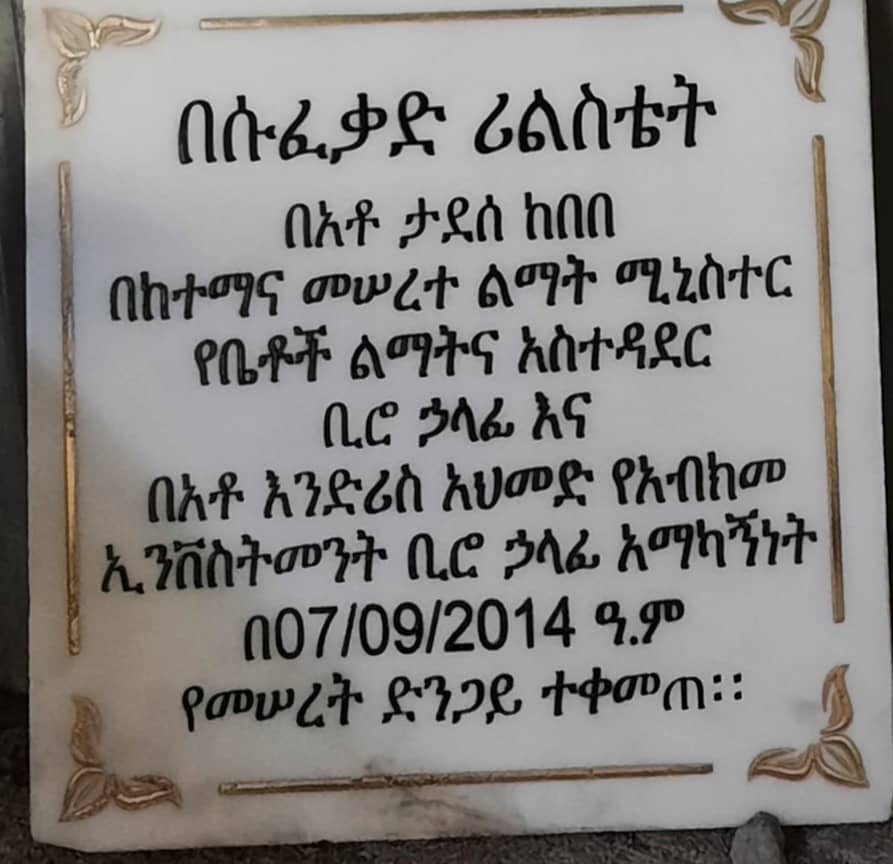 በሱፈቃድ ሪልስቴት
በአቶ ታደሰ ከበበ
በከተማና መሠረተ ልማት ሚኒስተር
የቤቶች ልማትና አስተዳደር
ቢሮ ኃላፊ እና
በአቶ እንድሪስ አህመድ የአብክመ
ኢንቨስትመንት ቢሮ ኃላፊ አማካኝነት
በ07/09/2014 ዓ.ም
የመሠረት ድንጋይ ተቀመጠ፡፡